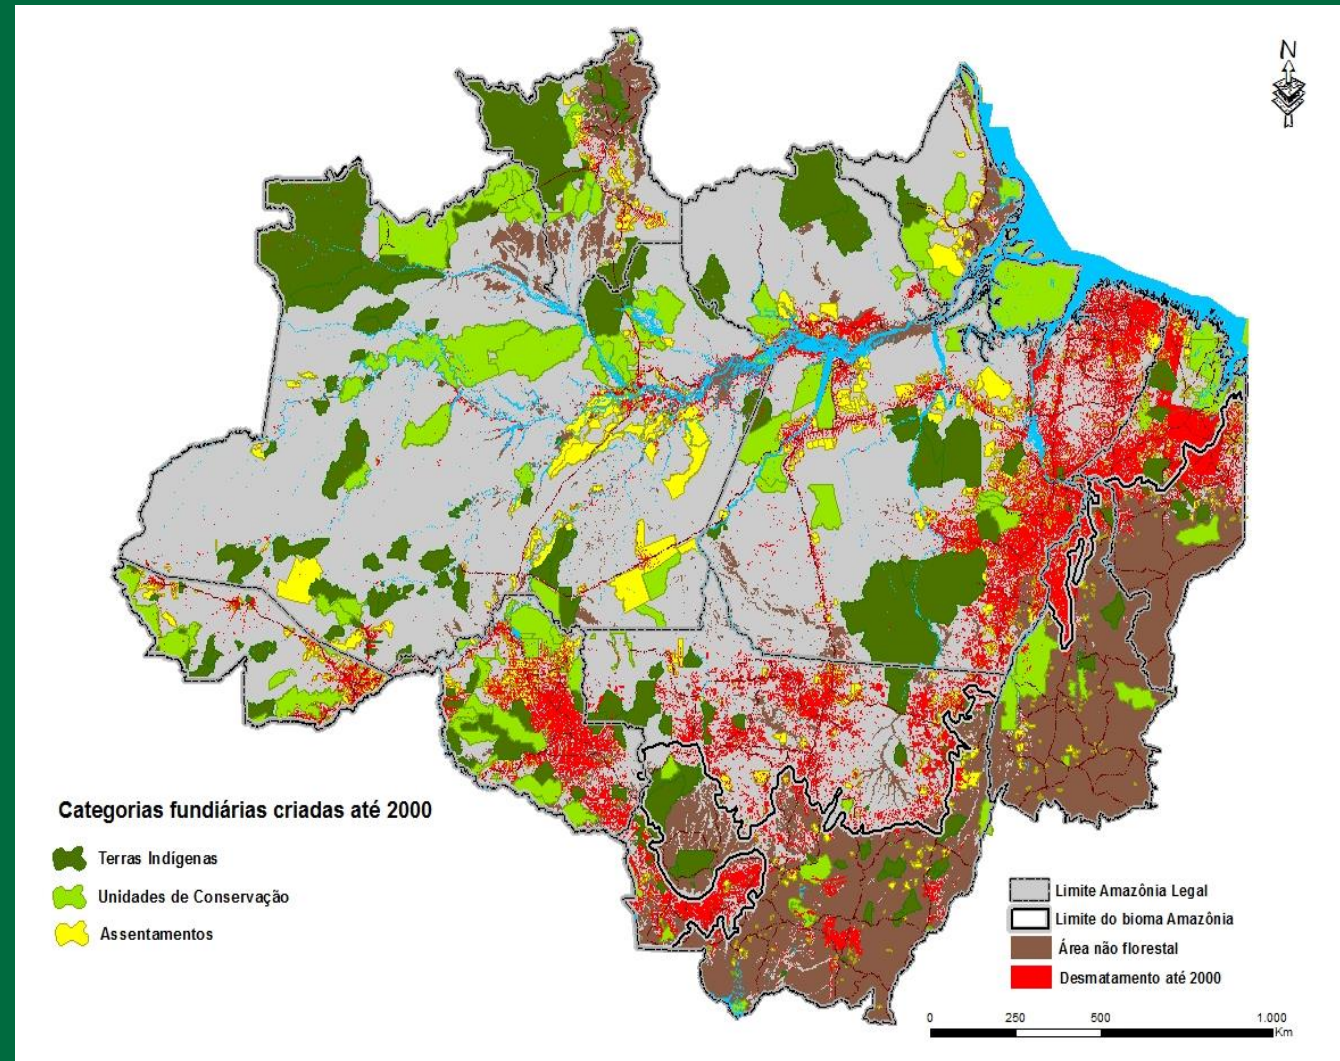 N
Categorias fundiárias criadas até 2000
Terras Indígenas
Unidades de Conservação
Assentamentos
Limite Amazônia Legal
Limite do bioma Amazônia
Área não florestal
Desmatamento até 2000
0 250 500 1.000
Km